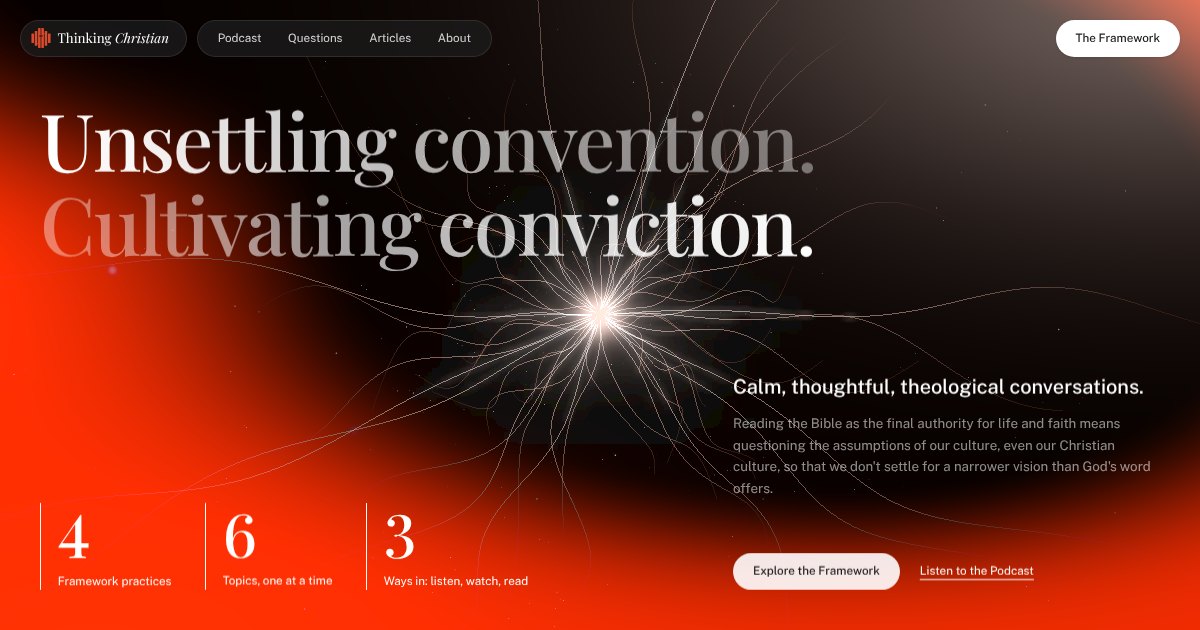 Thinking Christian
Podcast
Questions
Articles
About
The Framework
Unsettling convention.
Cultivating conviction.
Calm, thoughtful, theological conversations.
Reading the Bible as the final authority for life and faith means
questioning the assumptions of our culture, even our Christian
culture, so that we don't settle for a narrower vision than God's word
offers.
4
Framework practices
6
Topics, one at a time
3
Ways in: listen, watch, read
Explore the Framework
Listen to the Podcast